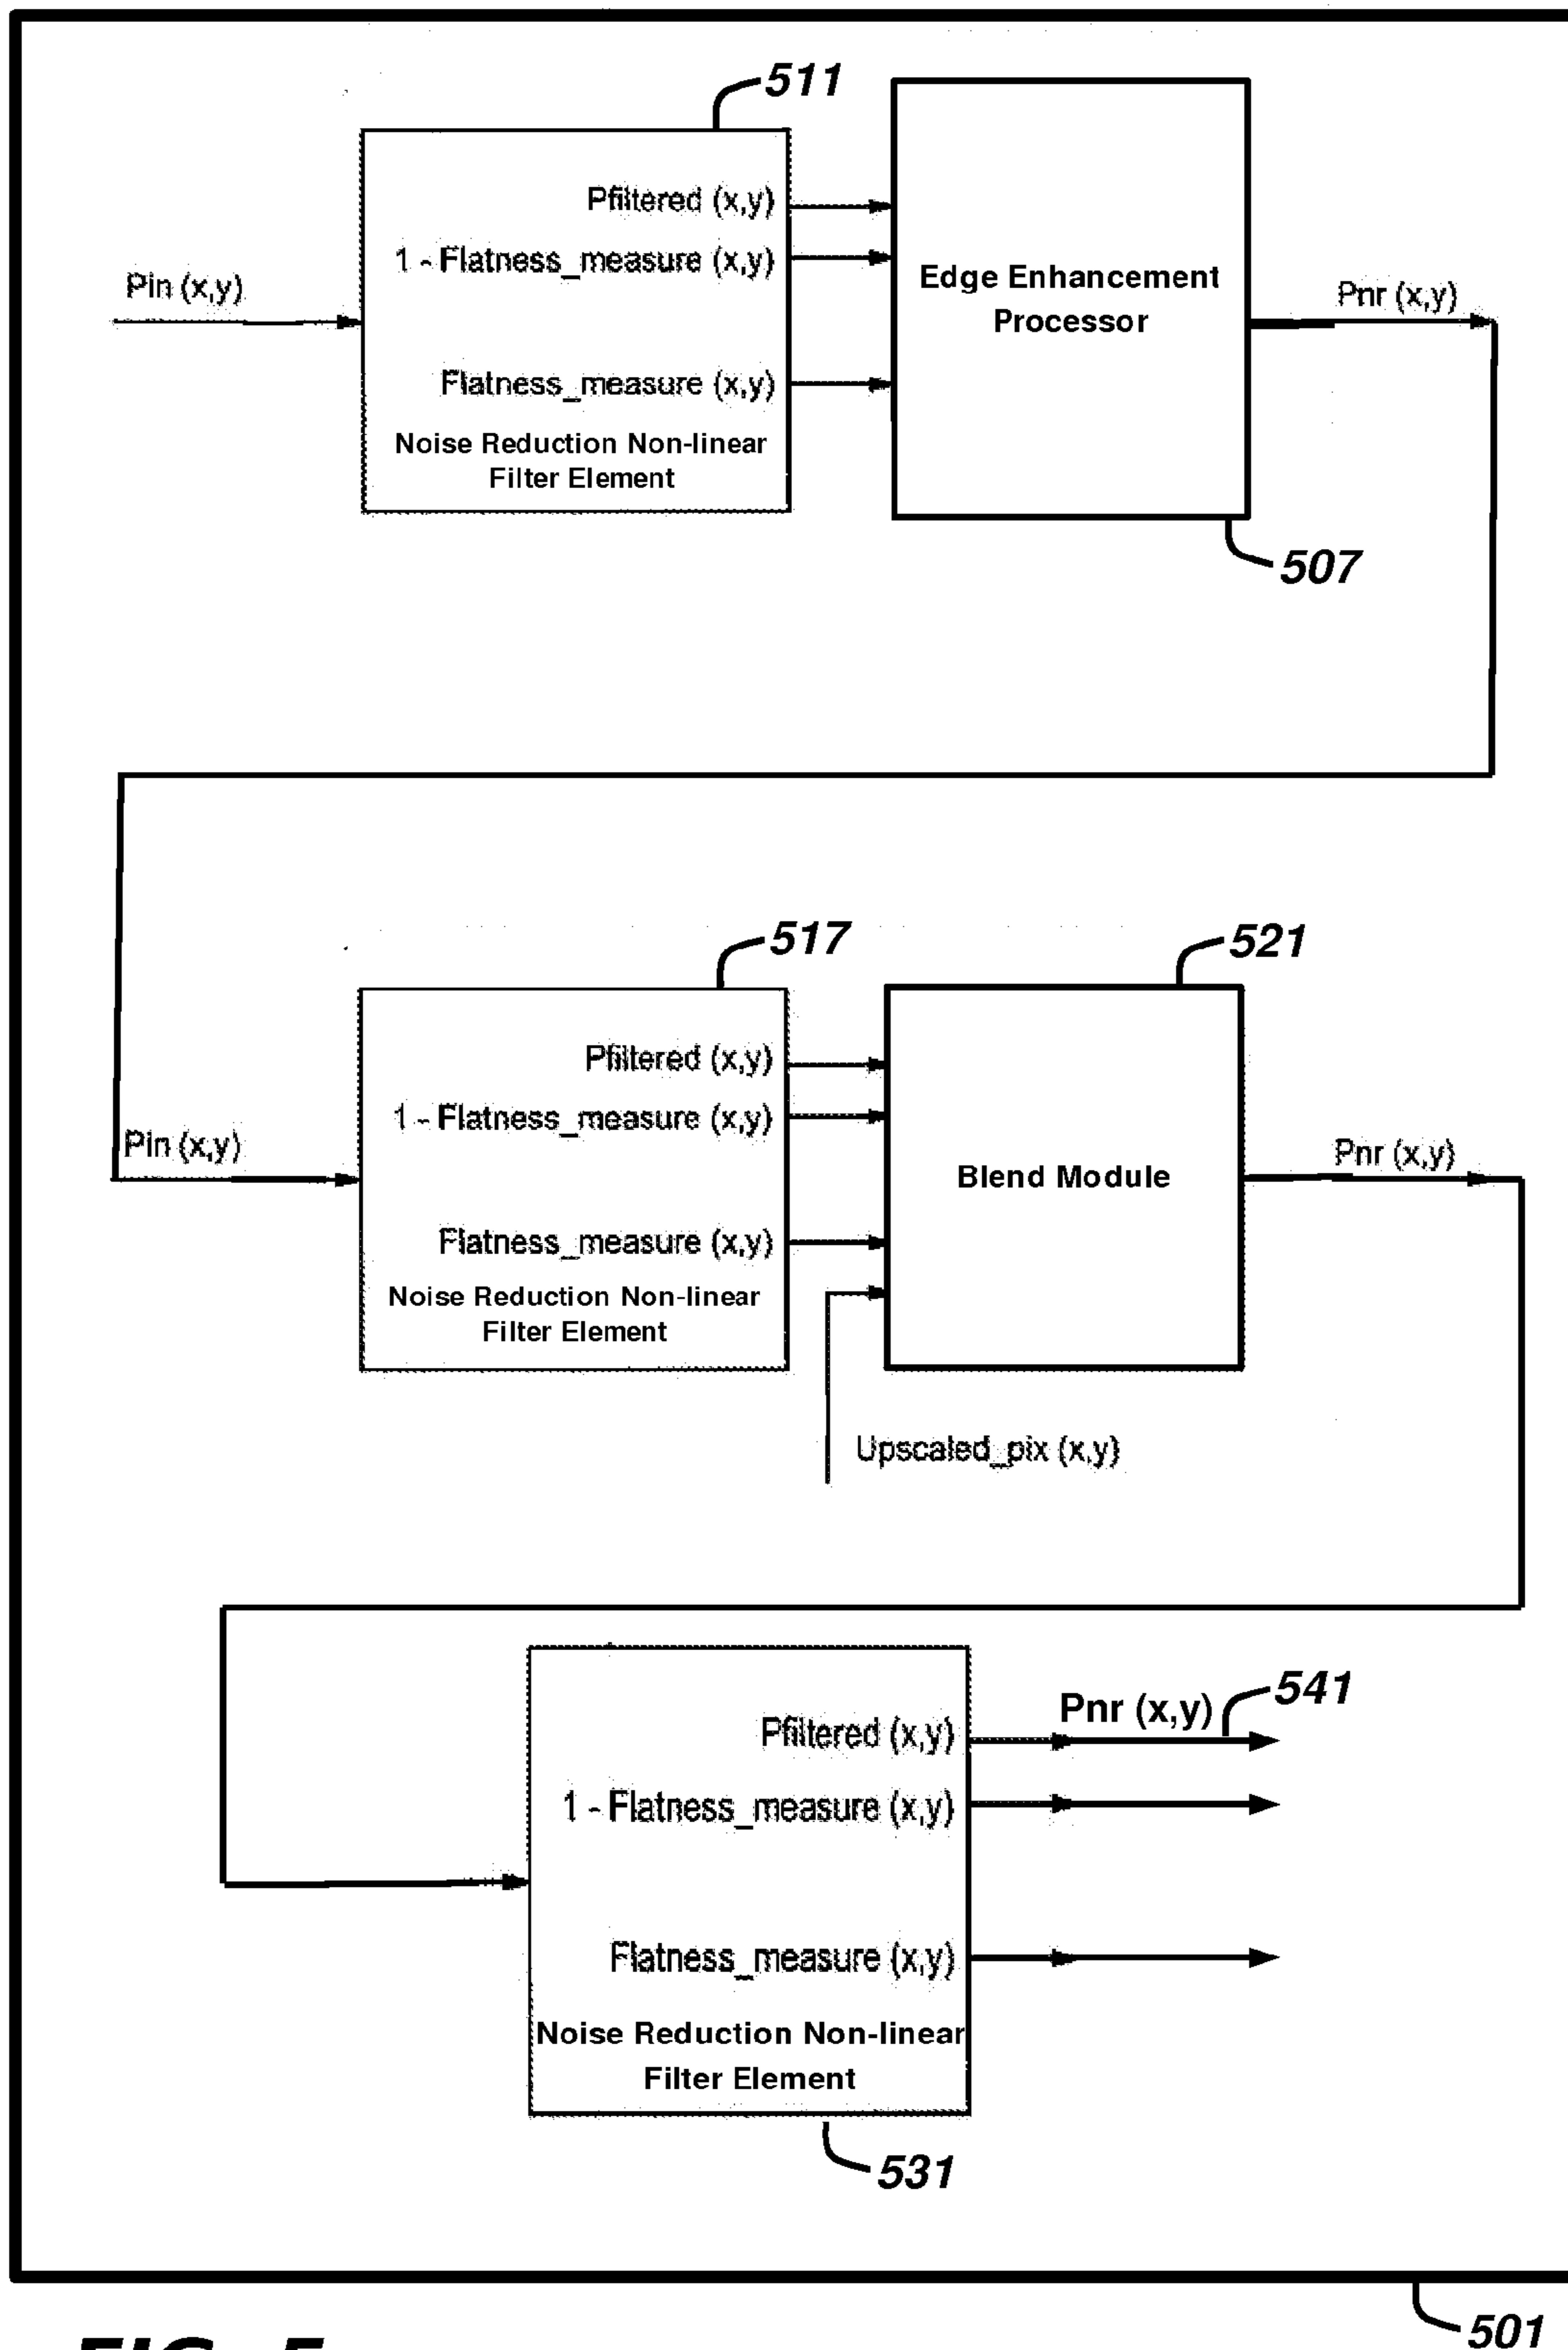 511
Pfiltered (x,y)
1 - Flatness_measure (x,y)
Pin (x,y)
Flatness_measure (x,y)
Noise Reduction Non-linear
Filter Element
Edge Enhancement
Processor
Pnr (x,y)
507
517
521
Pfiltered (x,y)
1 - Flatness_measure (x,y)
Pin (x,y)
Flatness_measure (x,y)
Noise Reduction Non-linear
Filter Element
Blend Module
Pnr (x,y)
Upscaled_pix (x,y)
Pnr (x,y)
541
Pfiltered (x,y)
1 - Flatness_measure (x,y)
Flatness_measure (x,y)
Noise Reduction Non-linear
Filter Element
531
501
FIG. 5